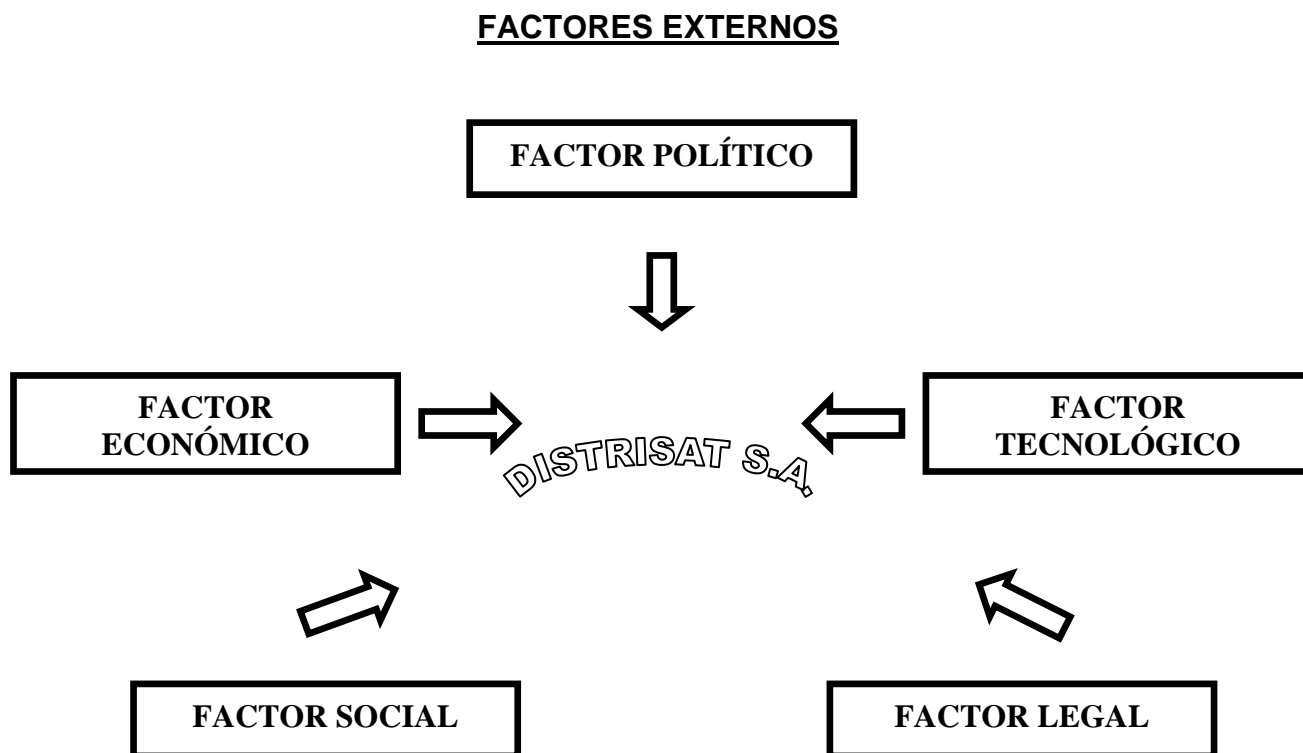 FACTORES EXTERNOS
FACTOR POLÍTICO
FACTOR
ECONÓMICO
FACTOR
TECNOLÓGICO
DISTRISAT S.A.
FACTOR SOCIAL
FACTOR LEGAL